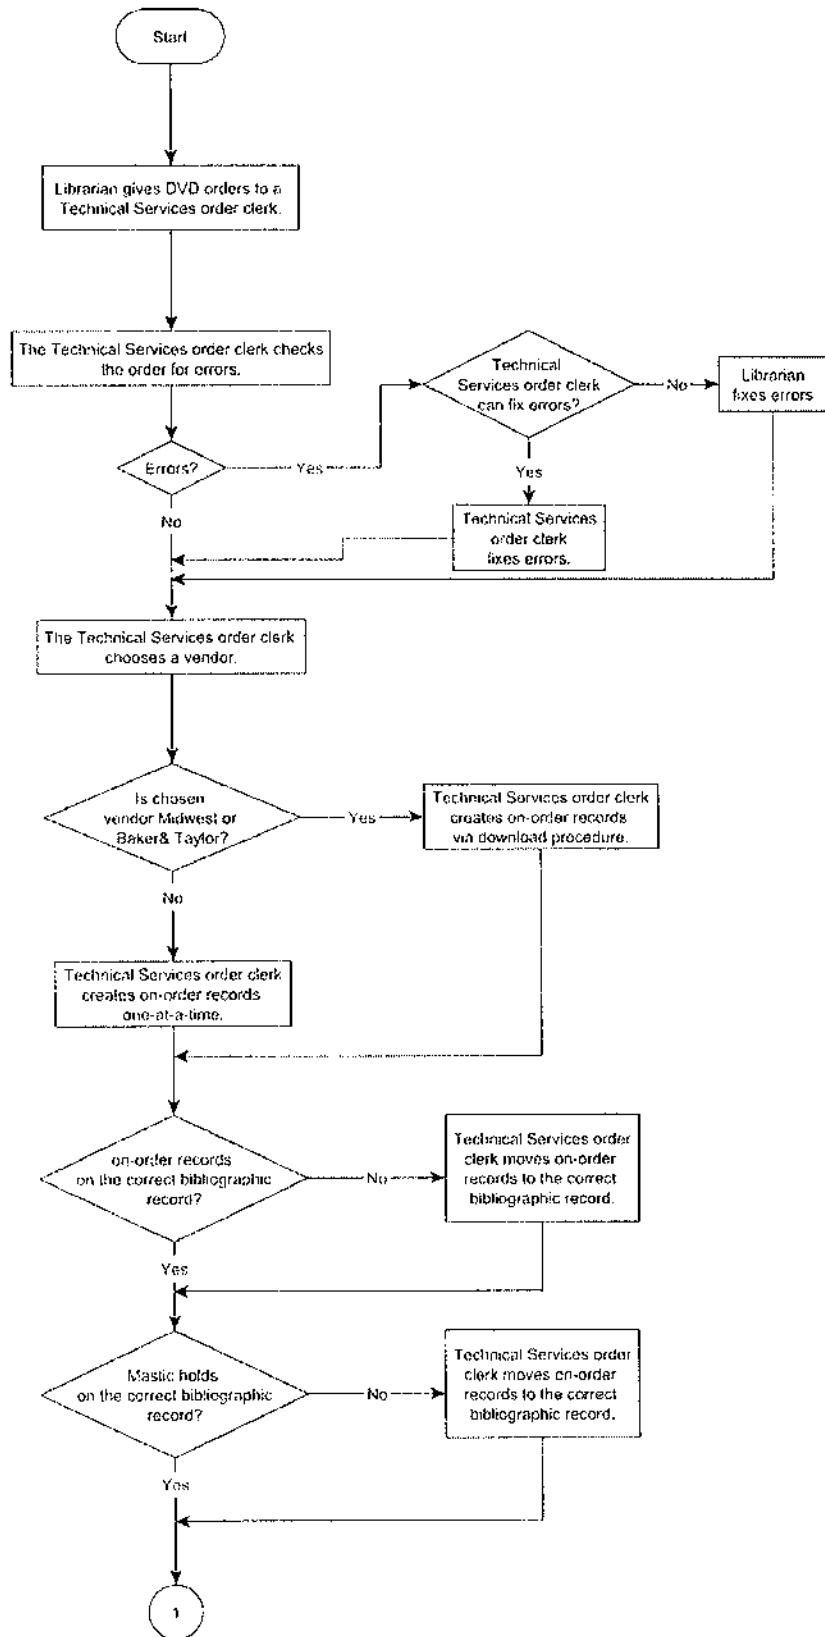 Start
Librarian gives DVD orders to a
Technical Services order clerk.
The Technical Services order clerk checks
the order for errors.
Technical
Services order clerk
can fix errors?
No
Librarian
fixes errors
Errors?
Yes
Yes
No
Technical Services
order clerk
fixes errors.
The Technical Services order clerk
chooses a vendor.
Is chosen
vendor Midwest or
Baker& Taylor?
Yes
Technical Services order clerk
creates on-order records
via download procedure.
No
Technical Services order clerk
creates on-order records
one-at-a-time.
on-order records
on the correct bibliographic
record?
No
Technical Services order
clerk moves on-order
records to the correct
bibliographic record.
Yes
Mastic holds
on the correct bibliographic
record?
No
Technical Services order
clerk moves on-order
records to the correct
bibliographic record.
Yes
1